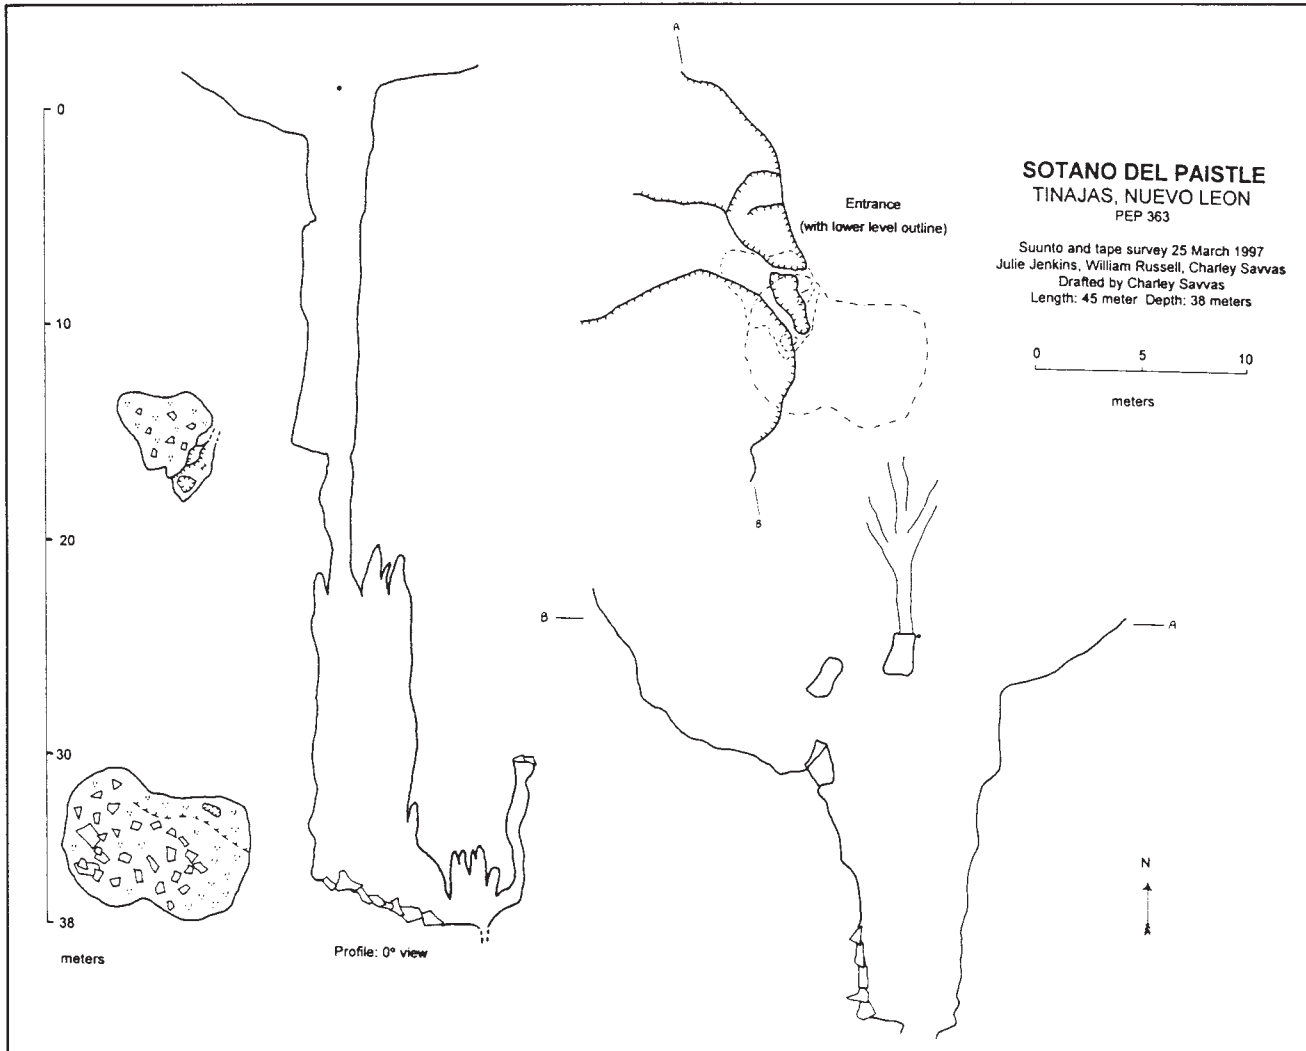 A
0
10
20
30
38
meters
Profile: 0° view
Entrance
(with lower level outline)
B
SOTANO DEL PAISTLE
TINAJAS, NUEVO LEON
PEP 363
Suunto and tape survey 25 March 1997
Julie Jenkins, William Russell, Charley Savvas
Drafted by Charley Savvas
Length: 45 meter Depth: 38 meters
0 5 10
meters
B
A
N